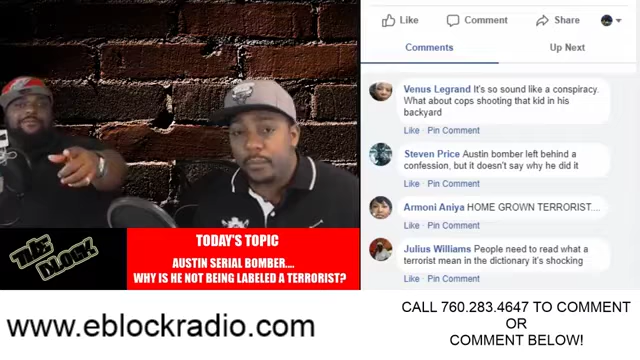 Like Comment Share
Comments Up Next
Venus Legrand It's so sound like a conspiracy.
What about cops shooting that kid in his
backyard
Like · Pin Comment
Steven Price Austin bomber left behind a
confession, but it doesn't say why he did it
Like · Pin Comment
Armoni Aniya HOME GROWN TERRORIST....
Like · Pin Comment
Julius Williams People need to read what a
terrorist mean in the dictionary it's shocking
Like · Pin Comment
THE BLOCK
TODAY'S TOPIC
AUSTIN SERIAL BOMBER....
WHY IS HE NOT BEING LABELED A TERRORIST?
www.eblockradio.com
CALL 760.283.4647 TO COMMENT
OR
COMMENT BELOW!